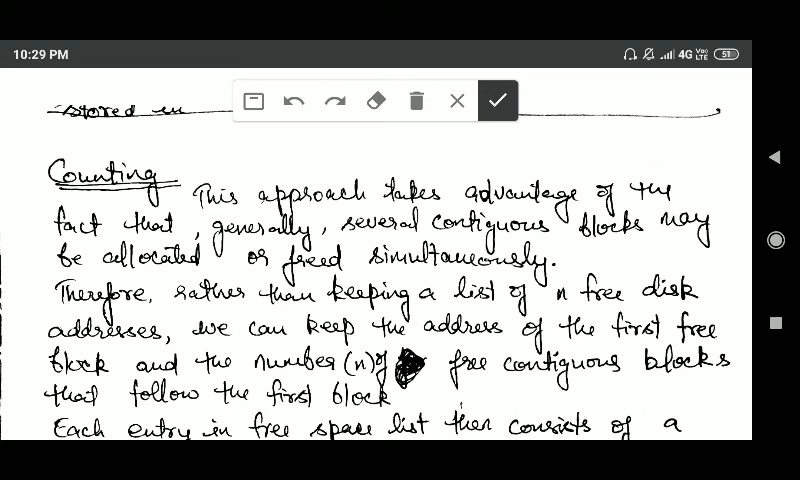 10:29 PM
4G Vo) LTE 51
stored in
Counting
This approach takes advantage of the
fact that, generally, several contiguous blocks may
be allocated or freed simultaneously.
Therefore, rather than keeping a list of n free disk
addresses, we can keep the address of the first free
block and the number (n) of free contiguous blocks
that follow the first block
Each entry in free space list then consists of a